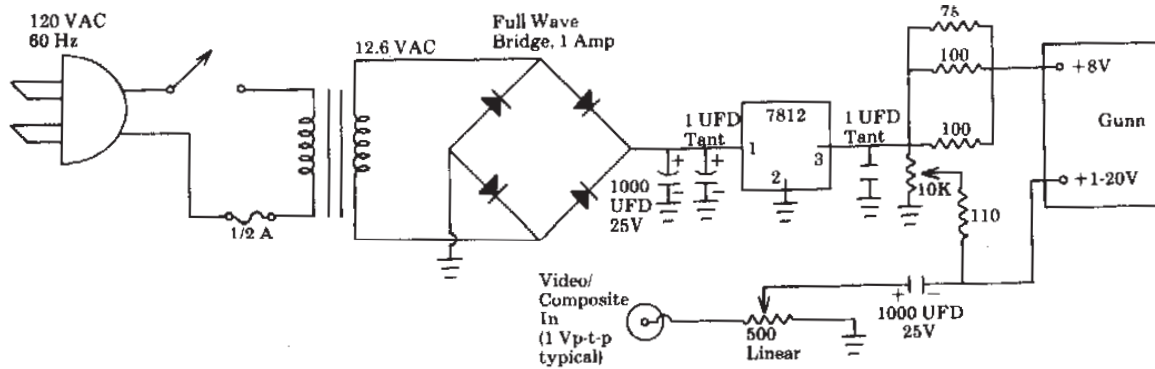 120 VAC
60 Hz
12.6 VAC
Full Wave
Bridge, 1 Amp
1/2 A
1000
UFD
25V
+
-
1 UFD
Tant
+
-
7812
1
2
3
1 UFD
Tant
75
100
100
10K
110
+8V
Gunn
+1-20V
Video/
Composite
In
(1 Vp-t-p
typical)
500
Linear
+
-
1000 UFD
25V